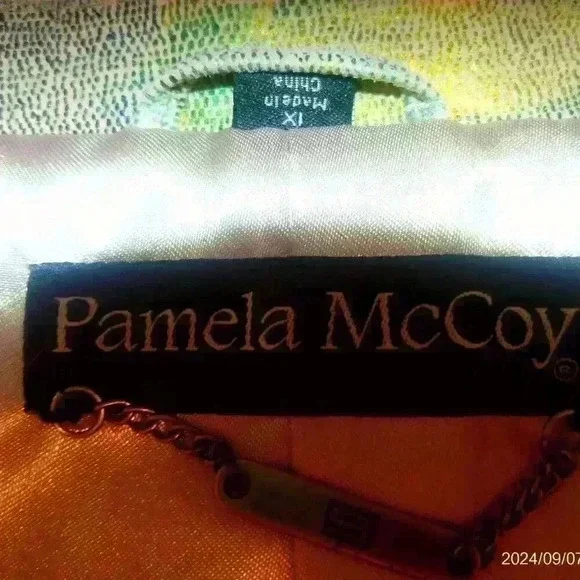 1X
Made in
China
Pamela McCoy
®
2024/09/07